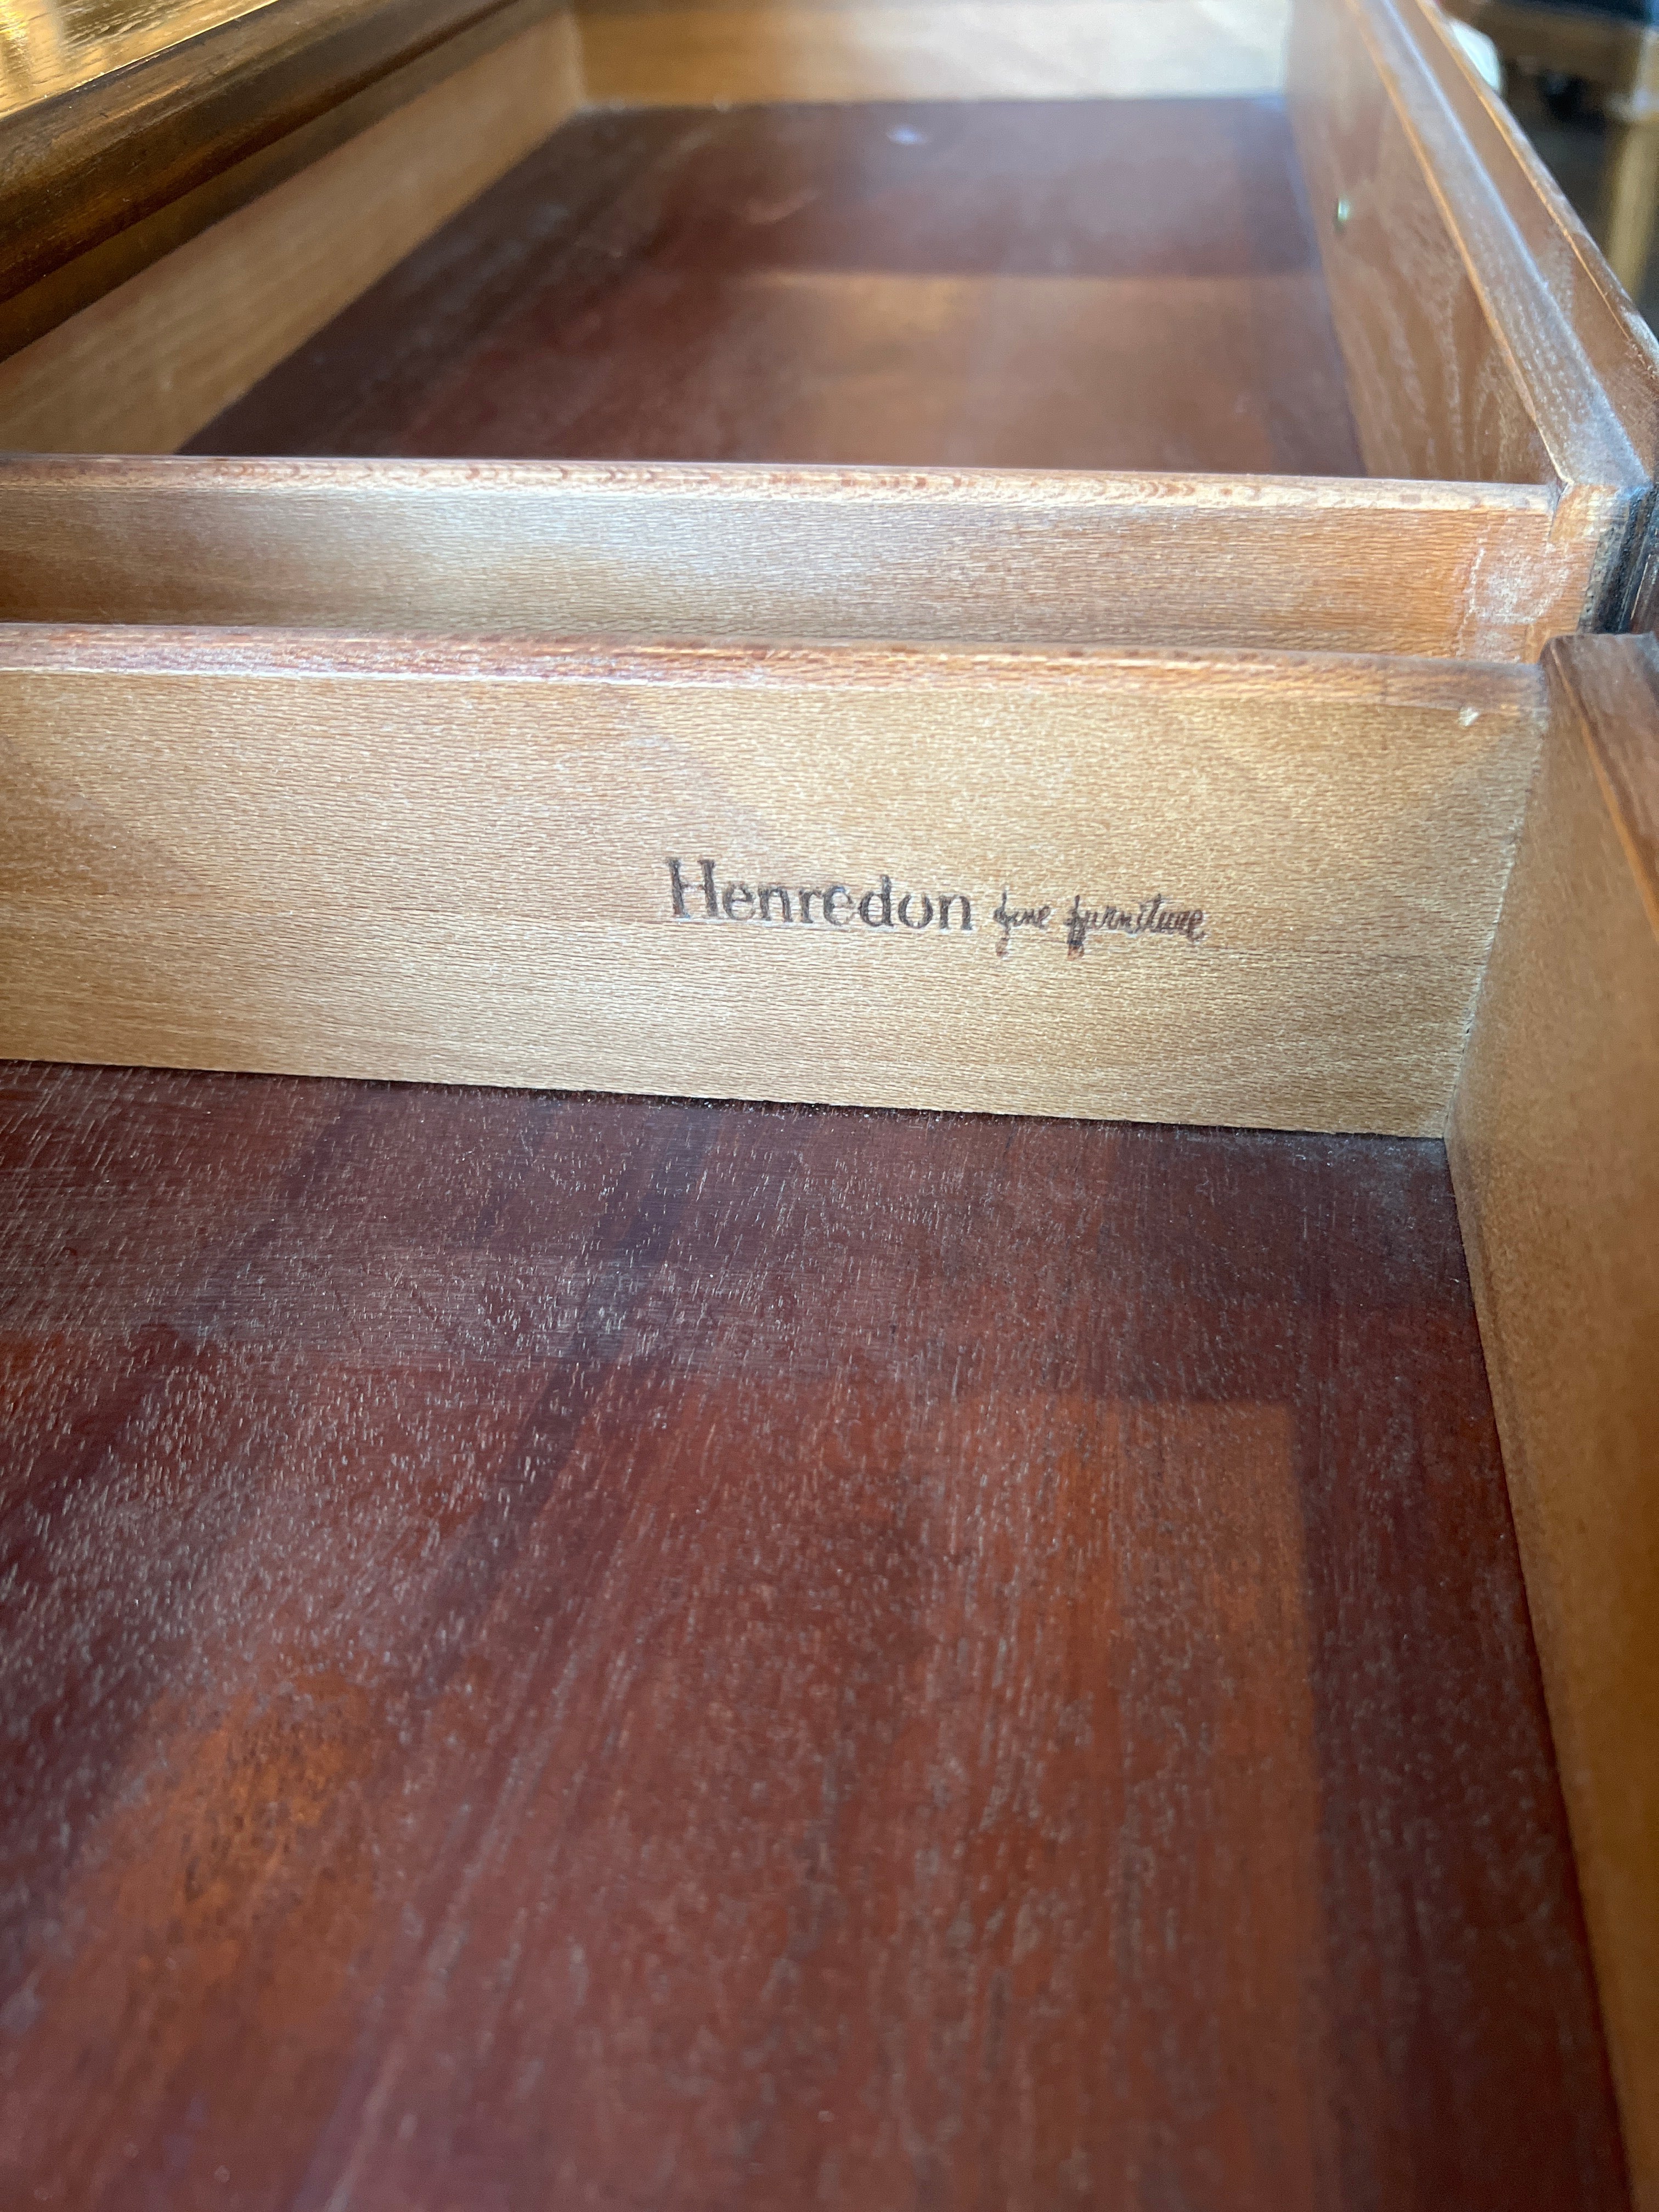 Henredon fine furniture